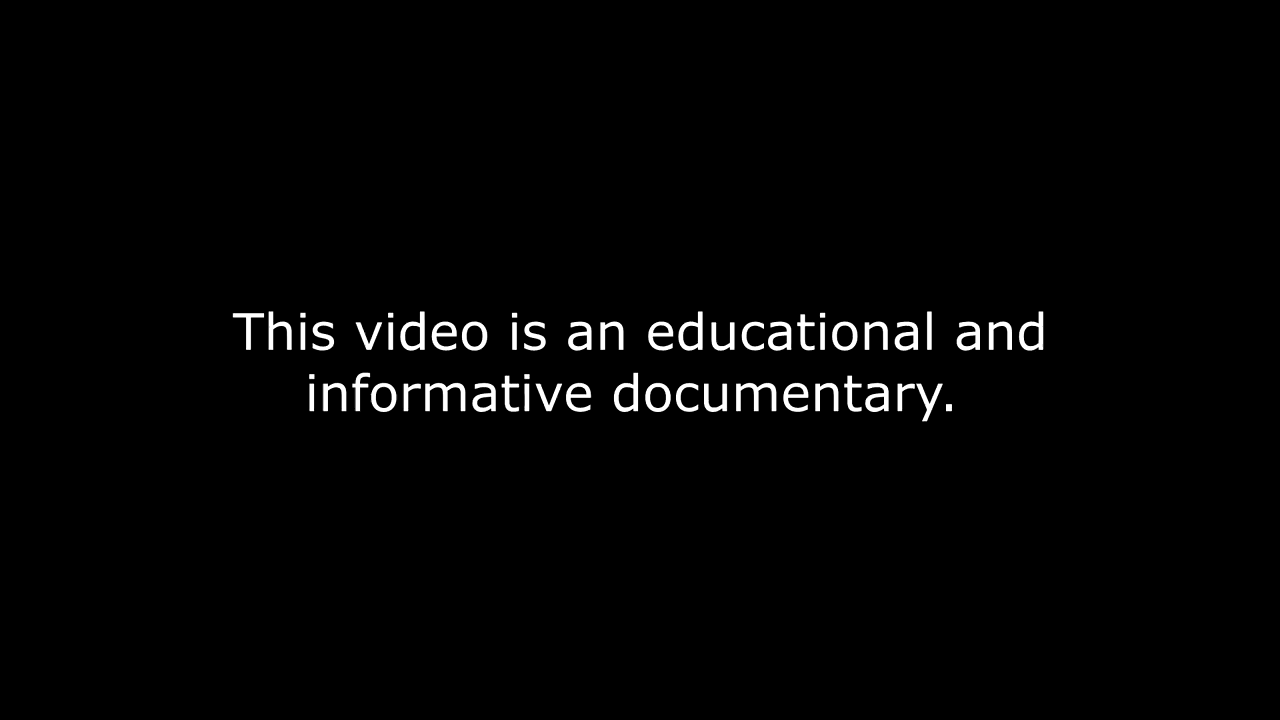 This video is an educational and
informative documentary.